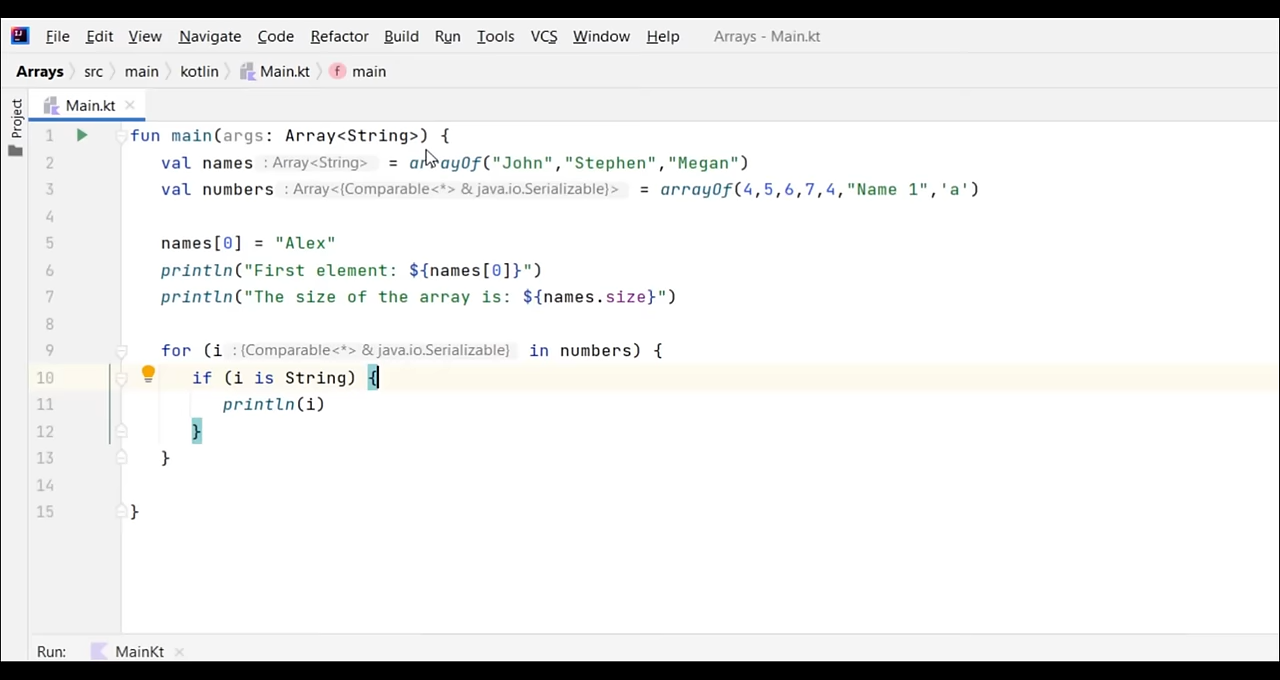 File Edit View Navigate Code Refactor Build Run Tools VCS Window Help Arrays - Main.kt
Arrays src main kotlin Main.kt f main
Project
Main.kt
1 fun main(args: Array<String>) {
2 val names : Array<String> = arrayOf("John","Stephen","Megan")
3 val numbers : Array<{Comparable<*> & java.io.Serializable}> = arrayOf(4,5,6,7,4,"Name 1",'a')
4
5 names[0] = "Alex"
6 println("First element: ${names[0]}")
7 println("The size of the array is: ${names.size}")
8
9 for (i : {Comparable<*> & java.io.Serializable} in numbers) {
10 if (i is String) {
11 println(i)
12 }
13 }
14
15 }
Run: MainKt